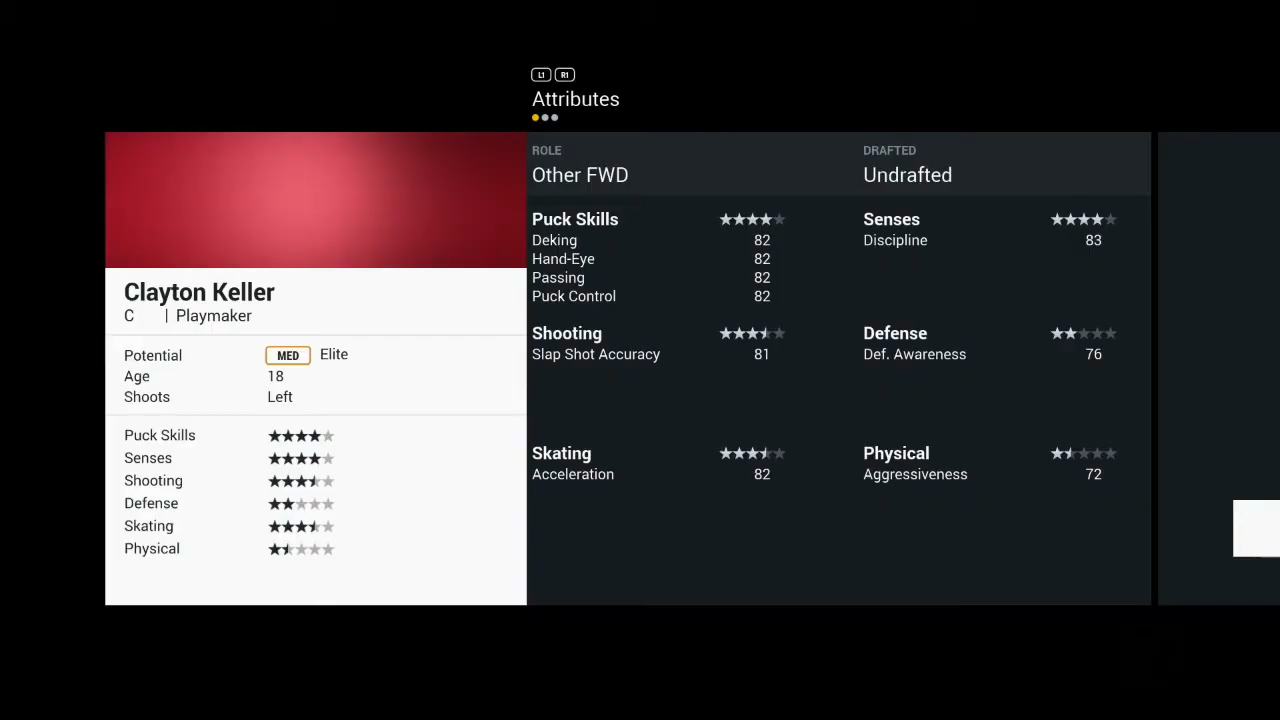 L1 R1
Attributes
ROLE DRAFTED
Other FWD Undrafted
Clayton Keller
C | Playmaker
Potential MED Elite
Age 18
Shoots Left
Puck Skills
Senses
Shooting
Defense
Skating
Physical
Puck Skills
Deking 82
Hand-Eye 82
Passing 82
Puck Control 82
Senses
Discipline 83
Shooting
Slap Shot Accuracy 81
Defense
Def. Awareness 76
Skating
Acceleration 82
Physical
Aggressiveness 72